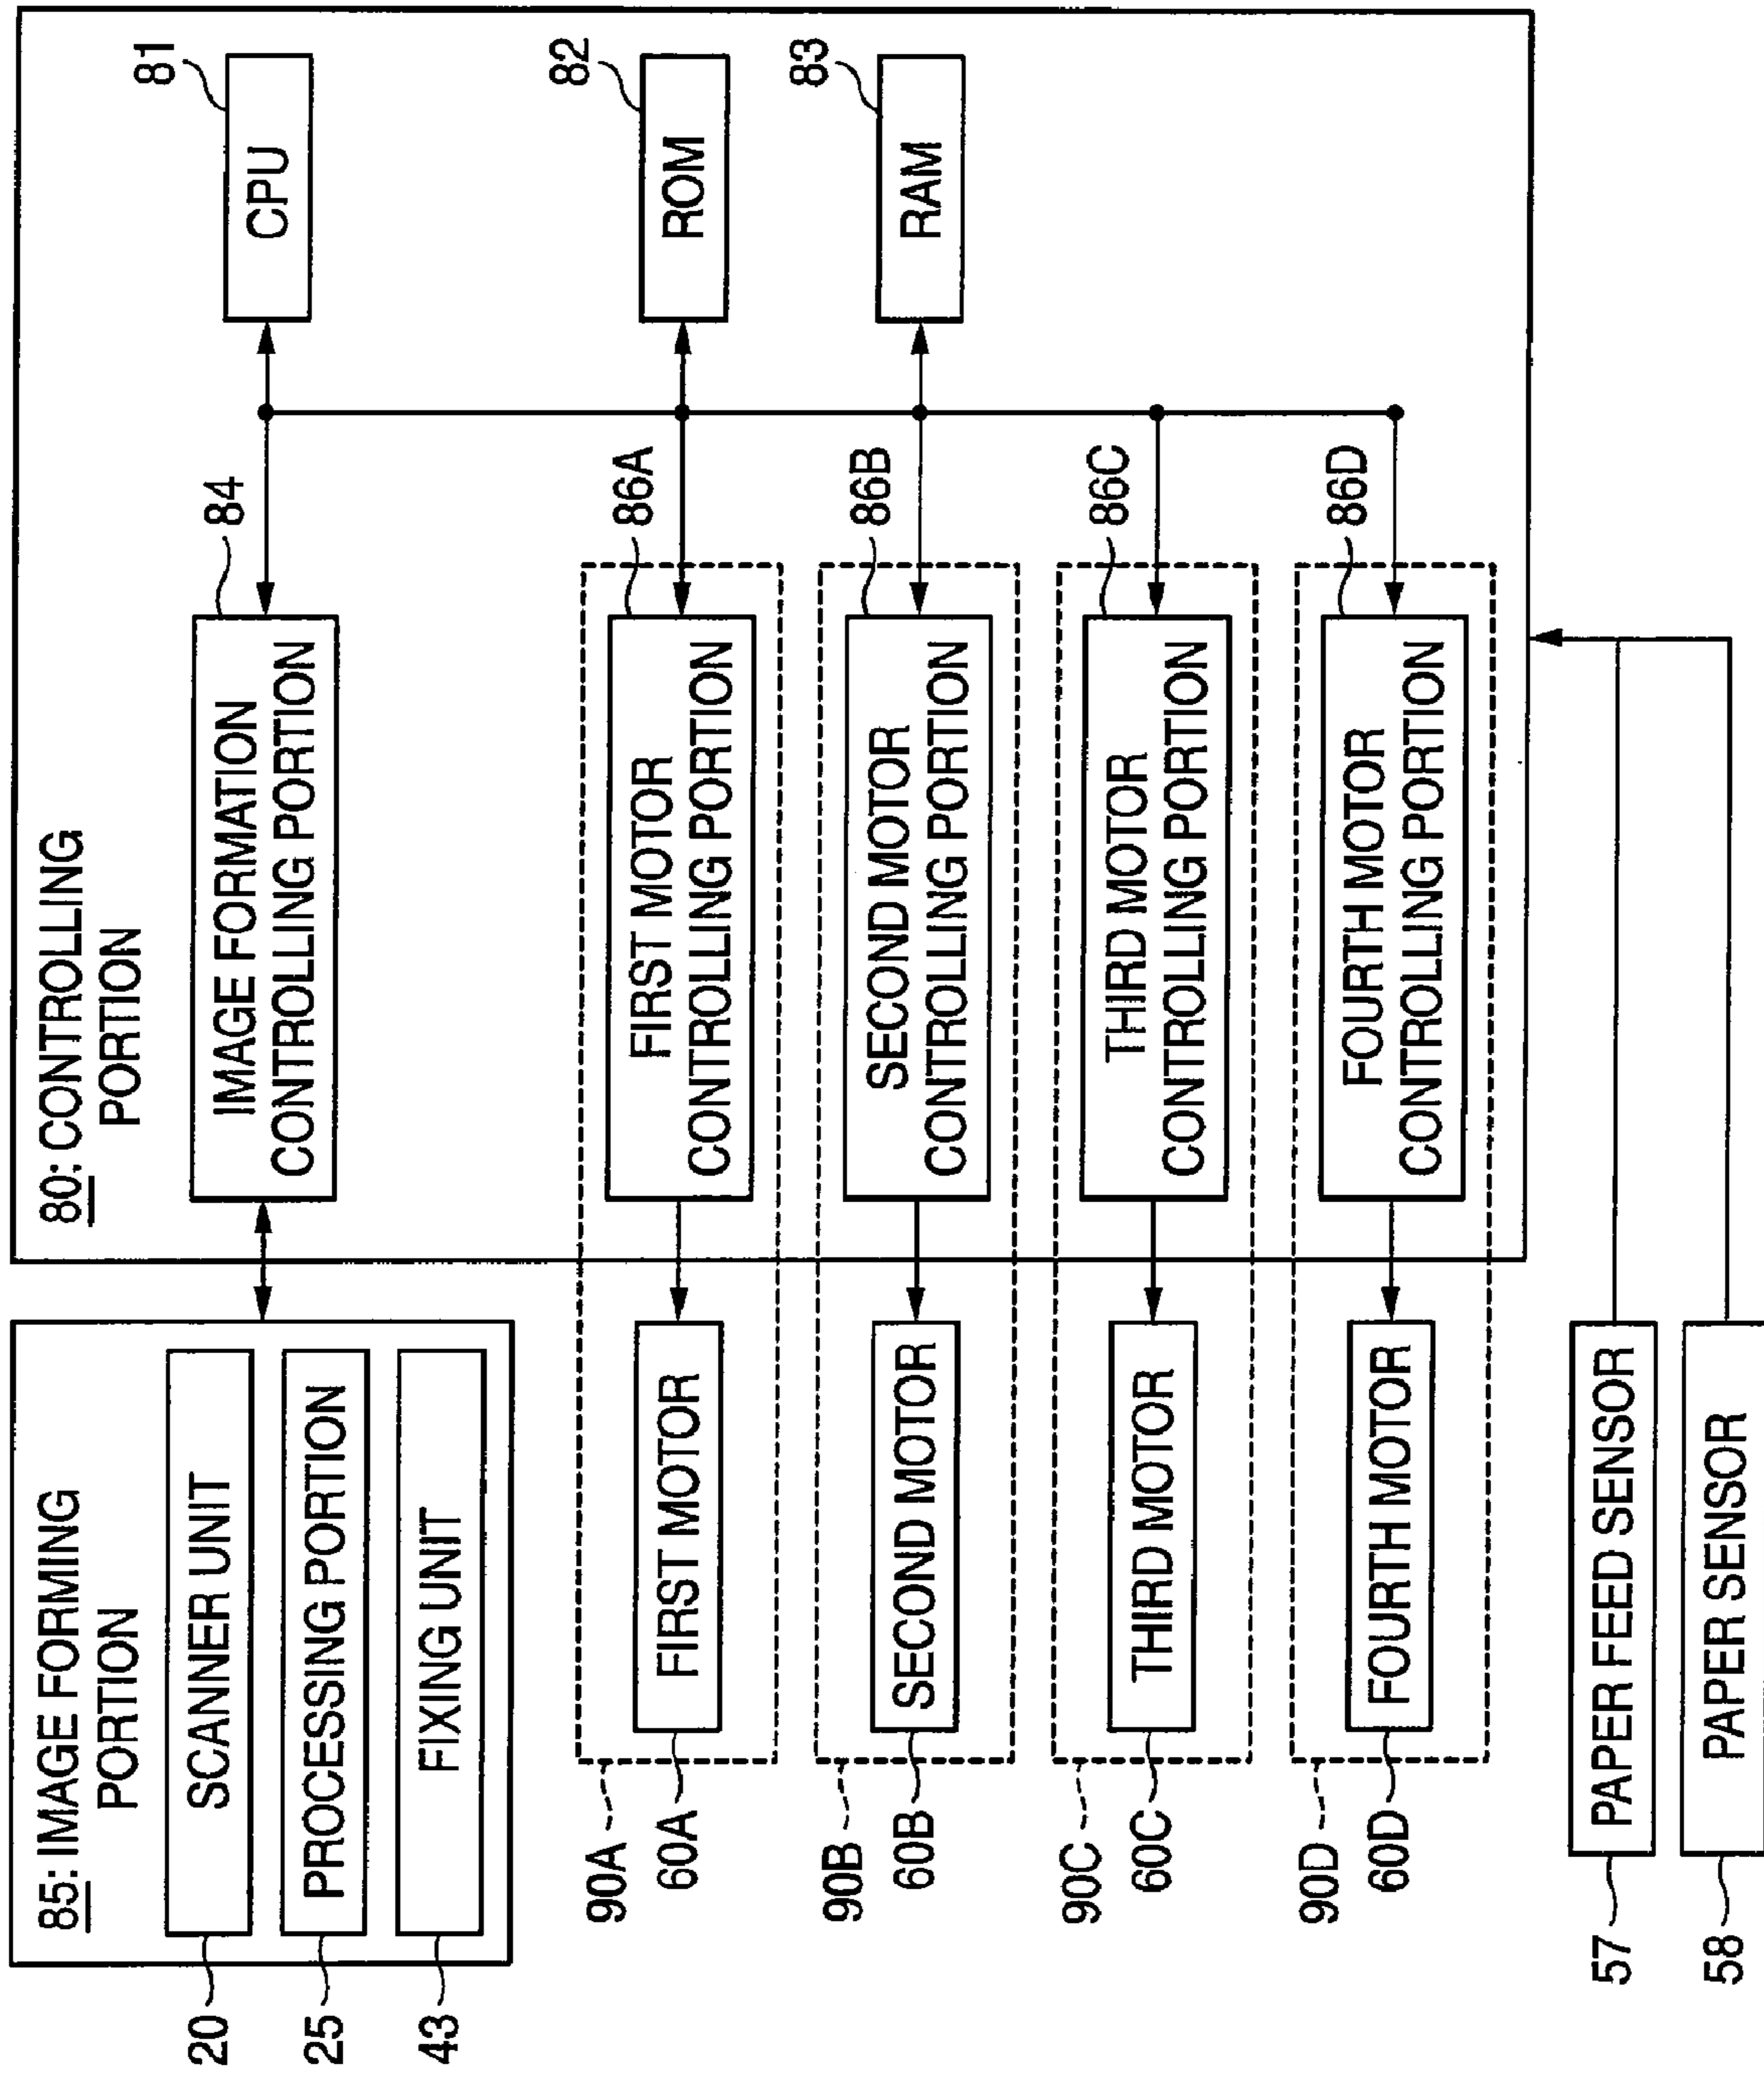 85: IMAGE FORMING
PORTION
20
SCANNER UNIT
25
PROCESSING PORTION
43
FIXING UNIT
80: CONTROLLING
PORTION
84
IMAGE FORMATION
CONTROLLING PORTION
81
CPU
82
ROM
83
RAM
90A
60A
FIRST MOTOR
86A
FIRST MOTOR
CONTROLLING PORTION
90B
60B
SECOND MOTOR
86B
SECOND MOTOR
CONTROLLING PORTION
90C
60C
THIRD MOTOR
86C
THIRD MOTOR
CONTROLLING PORTION
90D
60D
FOURTH MOTOR
86D
FOURTH MOTOR
CONTROLLING PORTION
57
PAPER FEED SENSOR
58
PAPER SENSOR